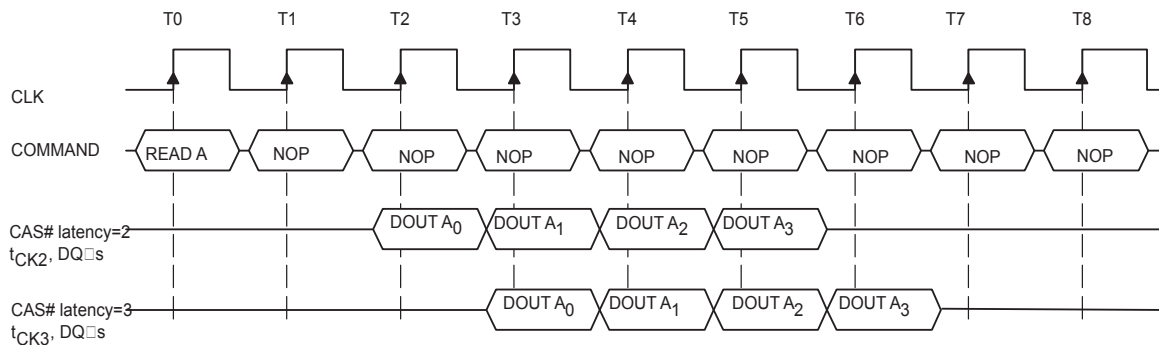 T0 T1 T2 T3 T4 T5 T6 T7 T8
CLK
COMMAND READ A NOP NOP NOP NOP NOP NOP NOP NOP
CAS# latency=2 DOUT A0 DOUT A1 DOUT A2 DOUT A3
tCK2, DQ□s
CAS# latency=3 DOUT A0 DOUT A1 DOUT A2 DOUT A3
tCK3, DQ□s